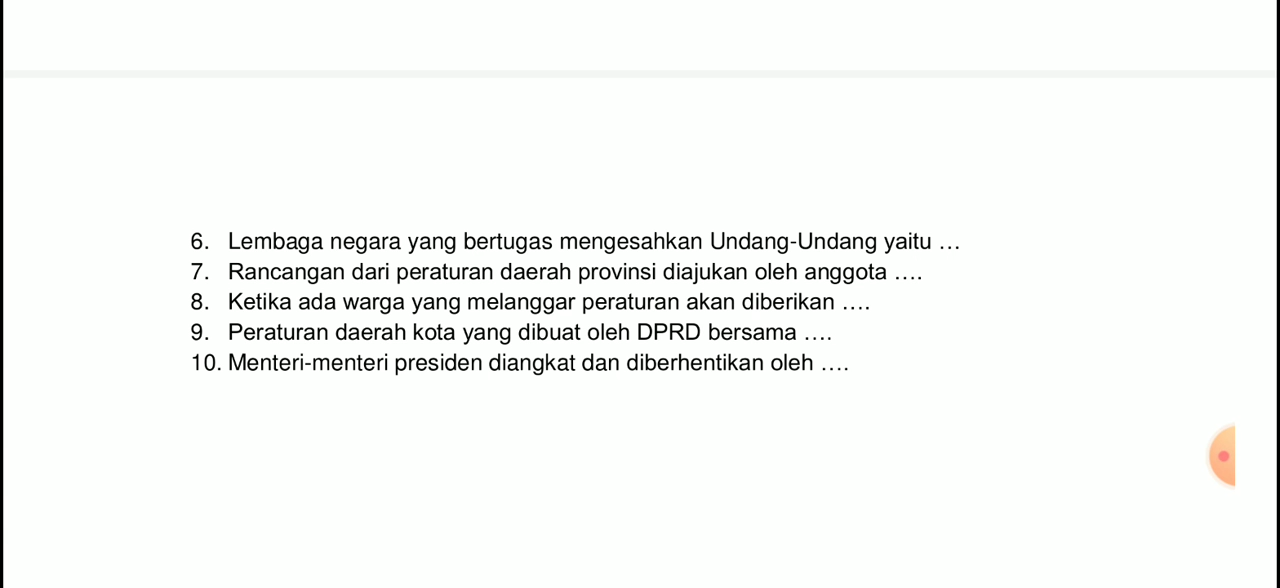 6. Lembaga negara yang bertugas mengesahkan Undang-Undang yaitu …
7. Rancangan dari peraturan daerah provinsi diajukan oleh anggota ….
8. Ketika ada warga yang melanggar peraturan akan diberikan ….
9. Peraturan daerah kota yang dibuat oleh DPRD bersama ….
10. Menteri-menteri presiden diangkat dan diberhentikan oleh ….